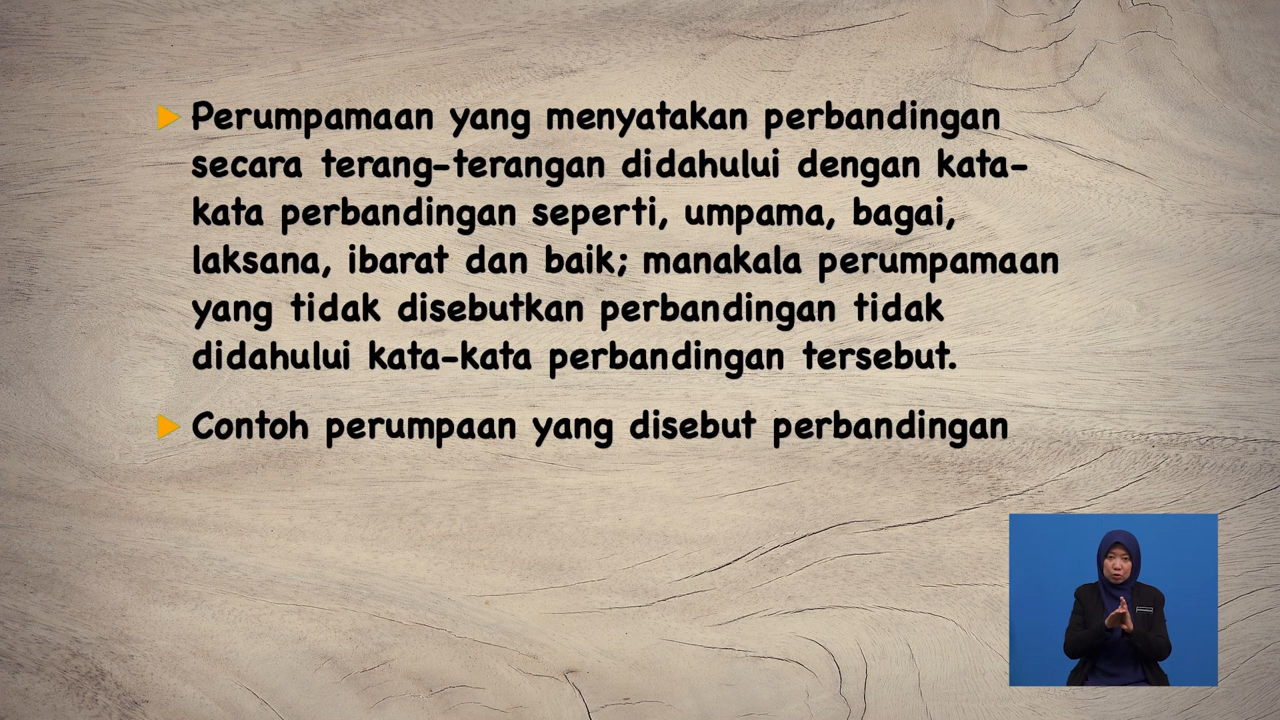 Perumpamaan yang menyatakan perbandingan
secara terang-terangan didahului dengan kata-
kata perbandingan seperti, umpama, bagai,
laksana, ibarat dan baik; manakala perumpamaan
yang tidak disebutkan perbandingan tidak
didahului kata-kata perbandingan tersebut.
Contoh perumpaan yang disebut perbandingan